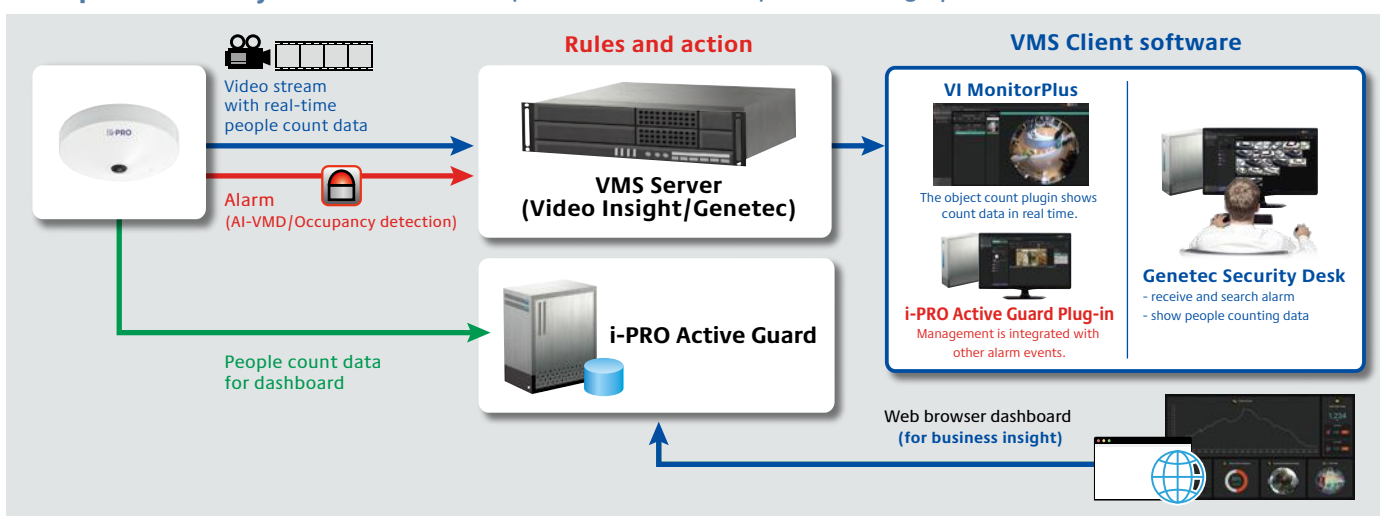 Rules and action
VMS Client software
Video stream
with real-time
people count data
i-PRO
Alarm
(AI-VMD/Occupancy detection)
VMS Server
(Video Insight/Genetec)
VI MonitorPlus
The object count plugin shows
count data in real time.
i-PRO Active Guard Plug-in
Management is integrated with
other alarm events.
Genetec Security Desk
- receive and search alarm
- show people counting data
i-PRO Active Guard
People count data
for dashboard
Web browser dashboard
(for business insight)
1,234